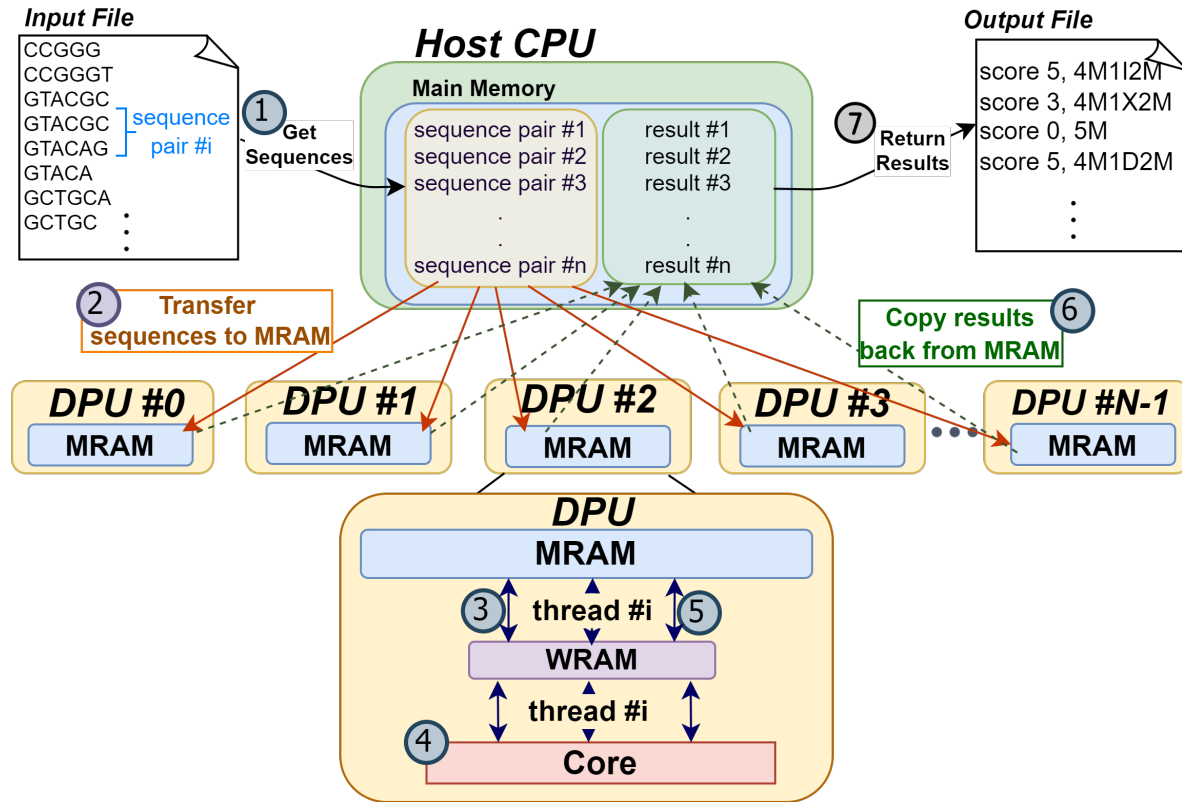 Input File
CCGGG
CCGGGT
GTACGC
GTACGC
GTACAG
GTACA
GCTGCA
GCTGC
sequence
pair #i
1
Get
Sequences
Host CPU
Main Memory
sequence pair #1
sequence pair #2
sequence pair #3
.
.
sequence pair #n
result #1
result #2
result #3
.
.
result #n
7
Return
Results
Output File
score 5, 4M1I2M
score 3, 4M1X2M
score 0, 5M
score 5, 4M1D2M
2
Transfer
sequences to MRAM
6
Copy results
back from MRAM
DPU #0
MRAM
DPU #1
MRAM
DPU #2
MRAM
DPU #3
MRAM
DPU #N-1
MRAM
DPU
MRAM
3
thread #i
5
WRAM
thread #i
4
Core